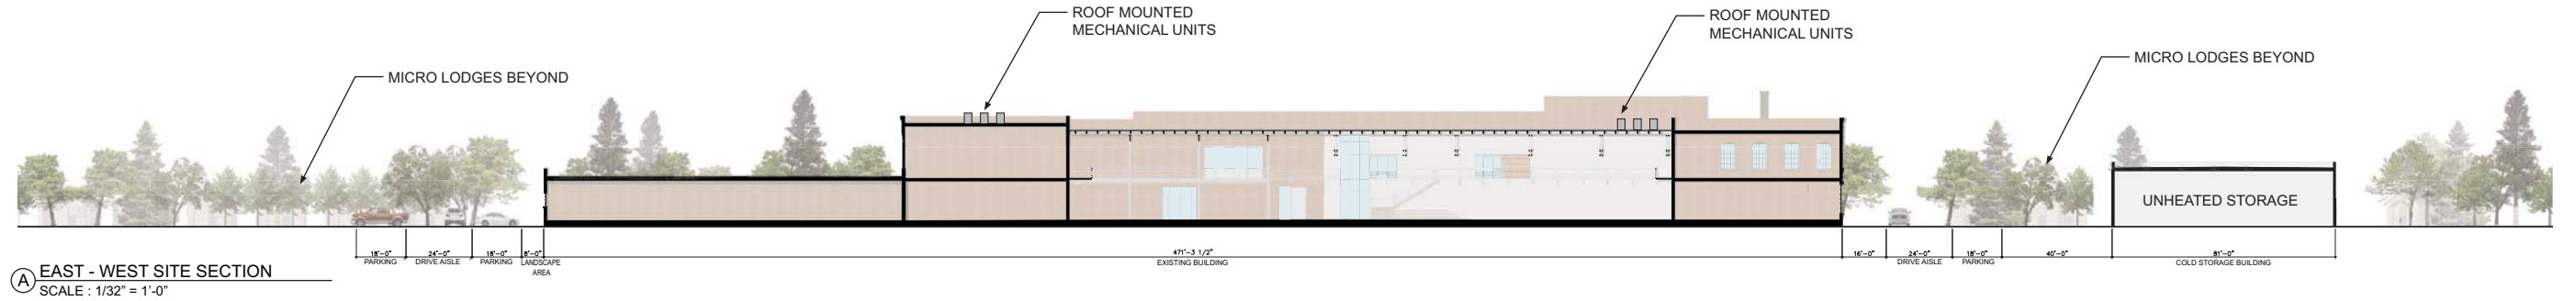 ROOF MOUNTED
MECHANICAL UNITS
ROOF MOUNTED
MECHANICAL UNITS
MICRO LODGES BEYOND
MICRO LODGES BEYOND
UNHEATED STORAGE
18'-0"
PARKING
24'-0"
DRIVE AISLE
18'-0"
PARKING
8'-0"
LANDSCAPE
AREA
471'-3 1/2"
EXISTING BUILDING
16'-0"
24'-0"
DRIVE AISLE
18'-0"
PARKING
40'-0"
81'-0"
COLD STORAGE BUILDING
A
EAST - WEST SITE SECTION
SCALE : 1/32" = 1'-0"